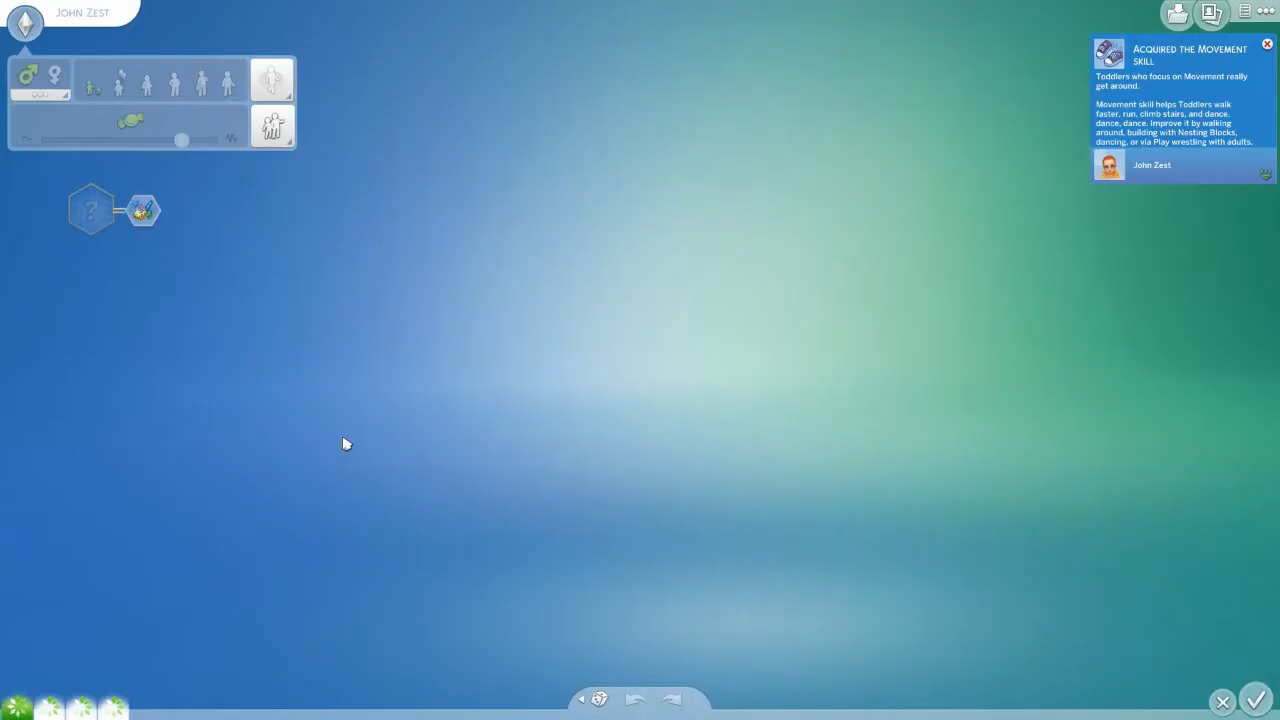 John Zest
Acquired the Movement
skill
Toddlers who focus on Movement really
get around.
Movement skill helps Toddlers walk
faster, run, climb stairs, and dance,
dance, dance. Improve it by walking
around, building with Nesting Blocks,
dancing, or via Play wrestling with adults.
John Zest
?